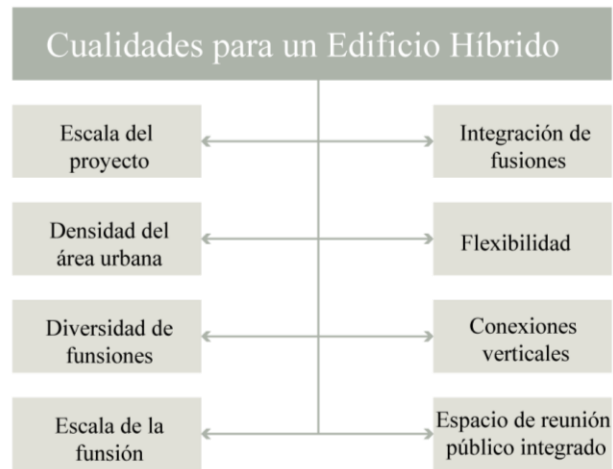 Cualidades para un Edificio Híbrido
Escala del
proyecto
Integración de
fusiones
Densidad del
área urbana
Flexibilidad
Diversidad de
funsiones
Conexiones
verticales
Escala de la
funsión
Espacio de reunión
público integrado